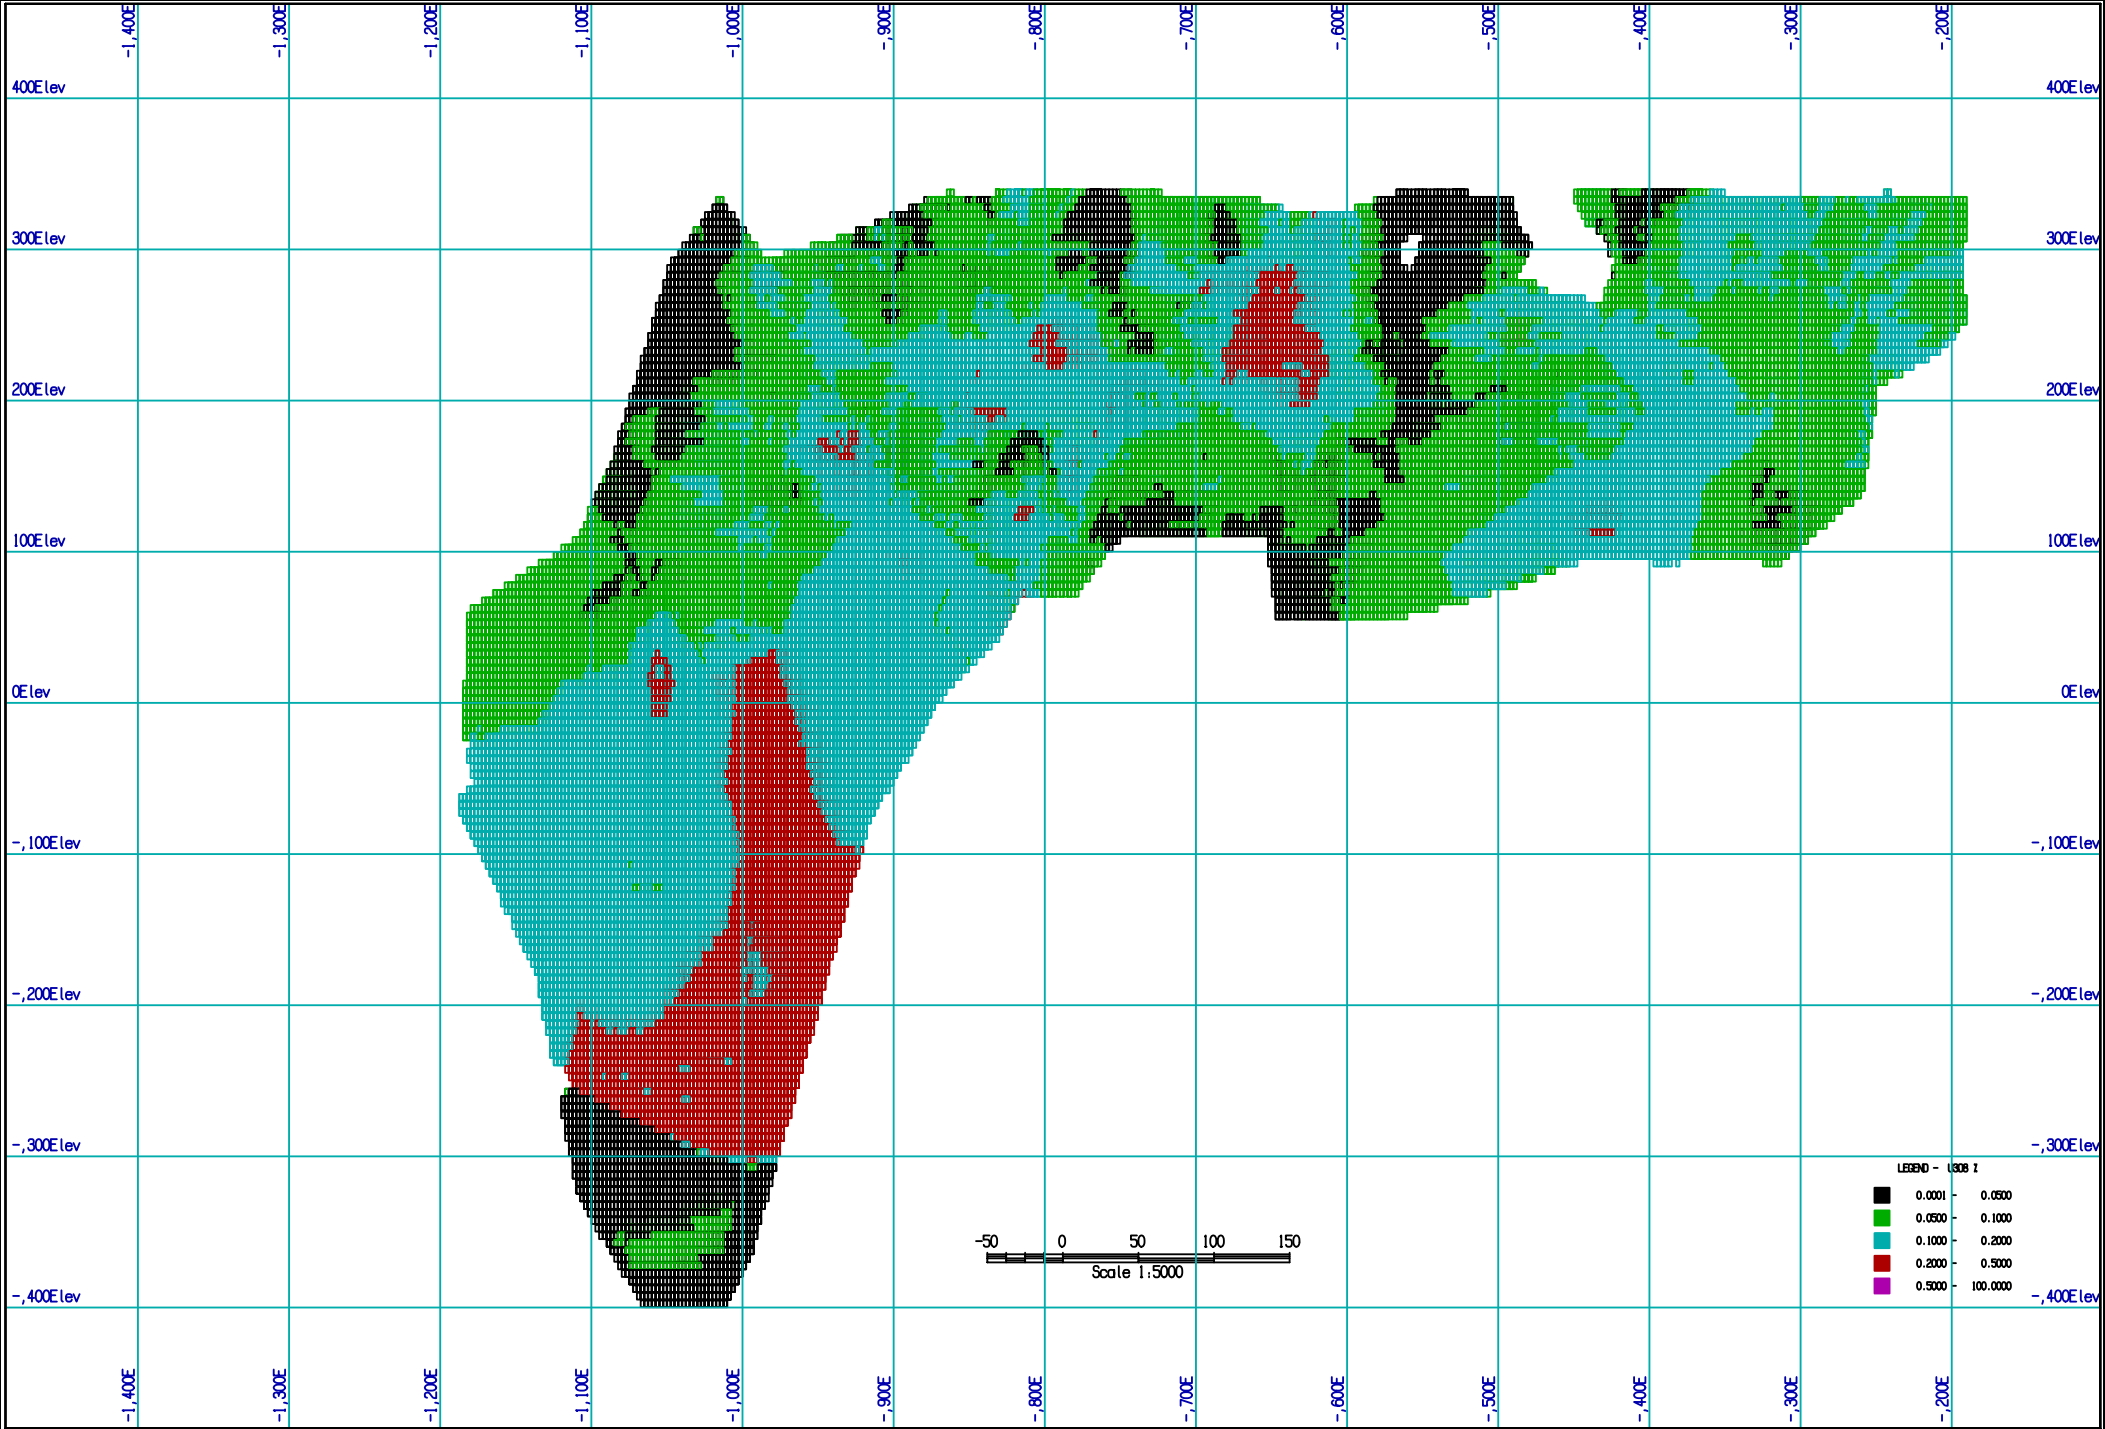 -1,400E -1,300E -1,200E -1,100E -1,000E -,900E -,800E -,700E -,600E -,500E -,400E -,300E -,200E
400Elev 400Elev
300Elev 300Elev
200Elev 200Elev
100Elev 100Elev
0Elev 0Elev
-,100Elev -,100Elev
-,200Elev -,200Elev
-,300Elev -,300Elev
LEGEND - U3O8 %
0.0001 - 0.0500
0.0500 - 0.1000
0.1000 - 0.2000
0.2000 - 0.5000
0.5000 - 100.0000
-50 0 50 100 150
Scale 1:5000
-,400Elev -,400Elev
-1,400E -1,300E -1,200E -1,100E -1,000E -,900E -,800E -,700E -,600E -,500E -,400E -,300E -,200E